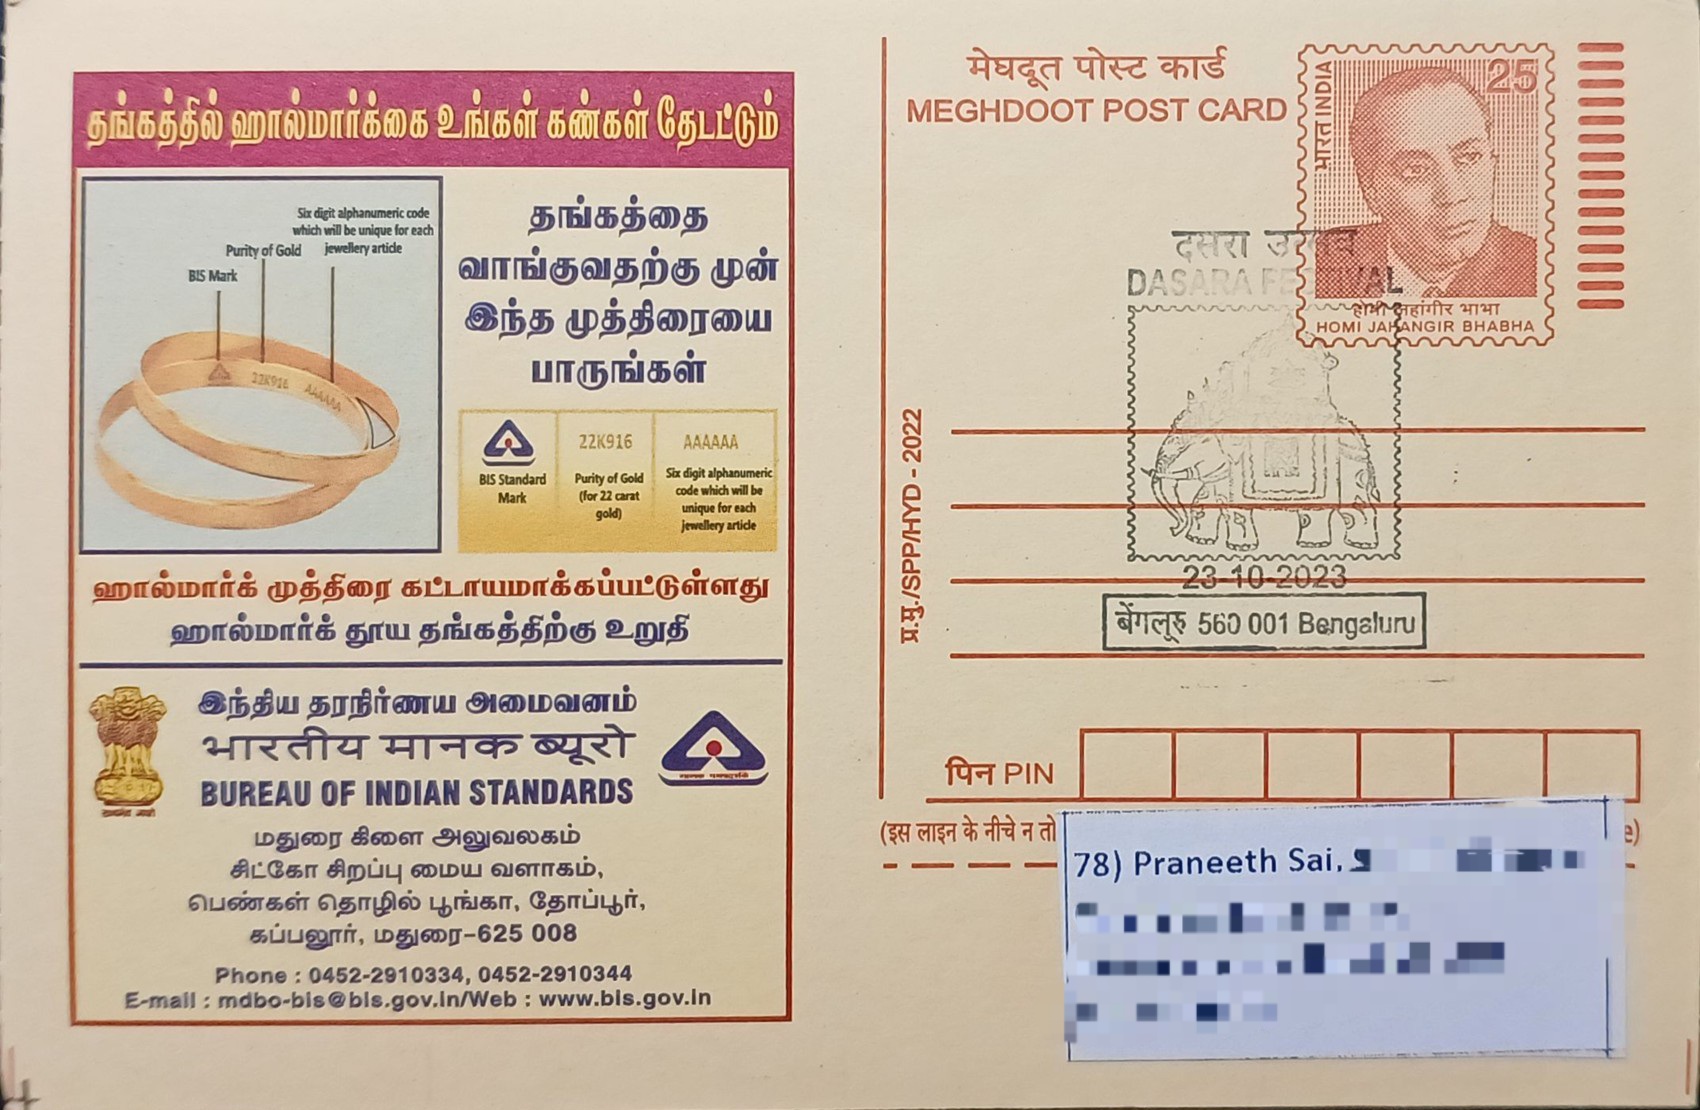 தங்கத்தில் ஹால்மார்க்கை உங்கள் கண்கள் தேடட்டும்
Six digit alphanumeric code
which will be unique for each
jewellery article
Purity of Gold
BIS Mark
22K916
AAAAAA
தங்கத்தை
வாங்குவதற்கு முன்
இந்த முத்திரையை
பாருங்கள்
22K916
AAAAAA
BIS Standard
Mark
Purity of Gold
(for 22 carat
gold)
Six digit alphanumeric
code which will be
unique for each
jewellery article
ஹால்மார்க் முத்திரை கட்டாயமாக்கப்பட்டுள்ளது
ஹால்மார்க் தூய தங்கத்திற்கு உறுதி
இந்திய தரநிர்ணய அமைவனம்
भारतीय मानक ब्यूरो
BUREAU OF INDIAN STANDARDS
மதுரை கிளை அலுவலகம்
சிட்கோ சிறப்பு மைய வளாகம்,
பெண்கள் தொழில் பூங்கா, தோப்பூர்,
கப்பலூர், மதுரை-625 008
Phone : 0452-2910334, 0452-2910344
E-mail : mdbo-bis@bis.gov.in/Web : www.bis.gov.in
मेघदूत पोस्ट कार्ड
MEGHDOOT POST CARD
भारत INDIA
25
होमी जहांगीर भाभा
HOMI JAHANGIR BHABHA
दसरा उत्सव
DASARA FESTIVAL
23-10-2023
बेंगलूरु 560 001 Bengaluru
प्र.मु./SPP/HYD - 2022
पिन PIN
(इस लाइन के नीचे न
78) Praneeth Sai,